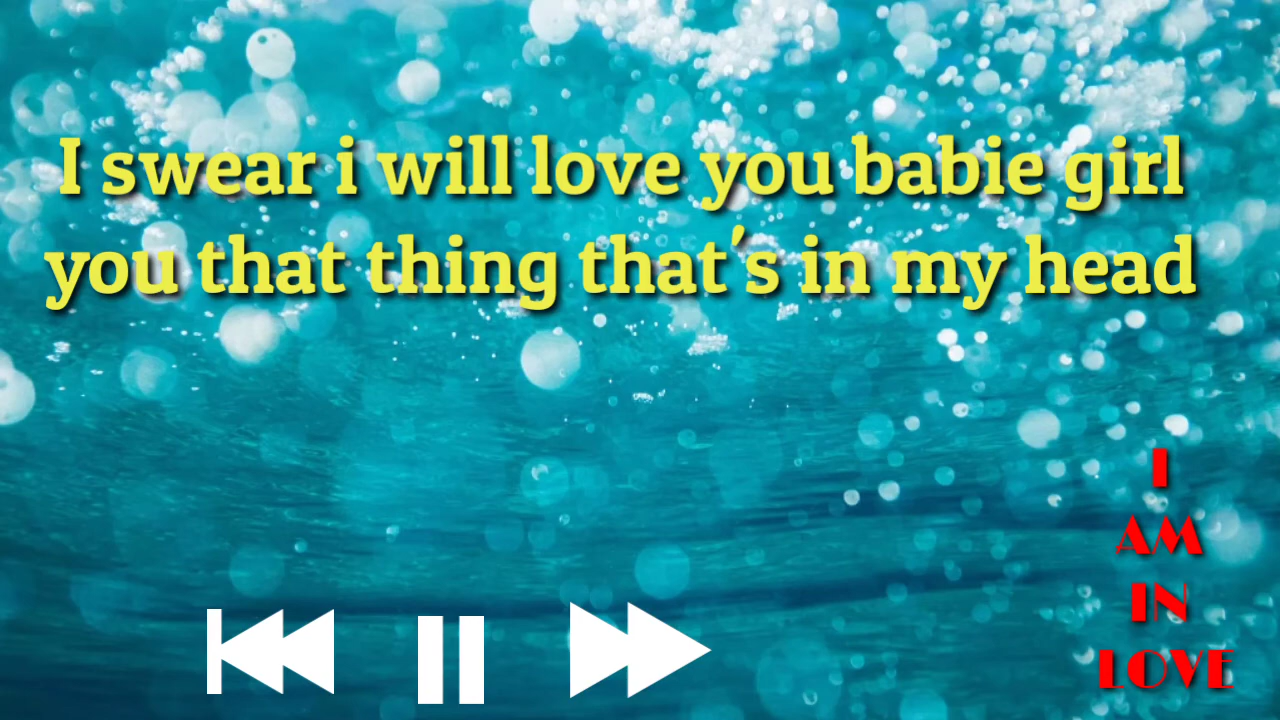 I swear i will love you babie girl
you that thing that's in my head
I
AM
IN
LOVE